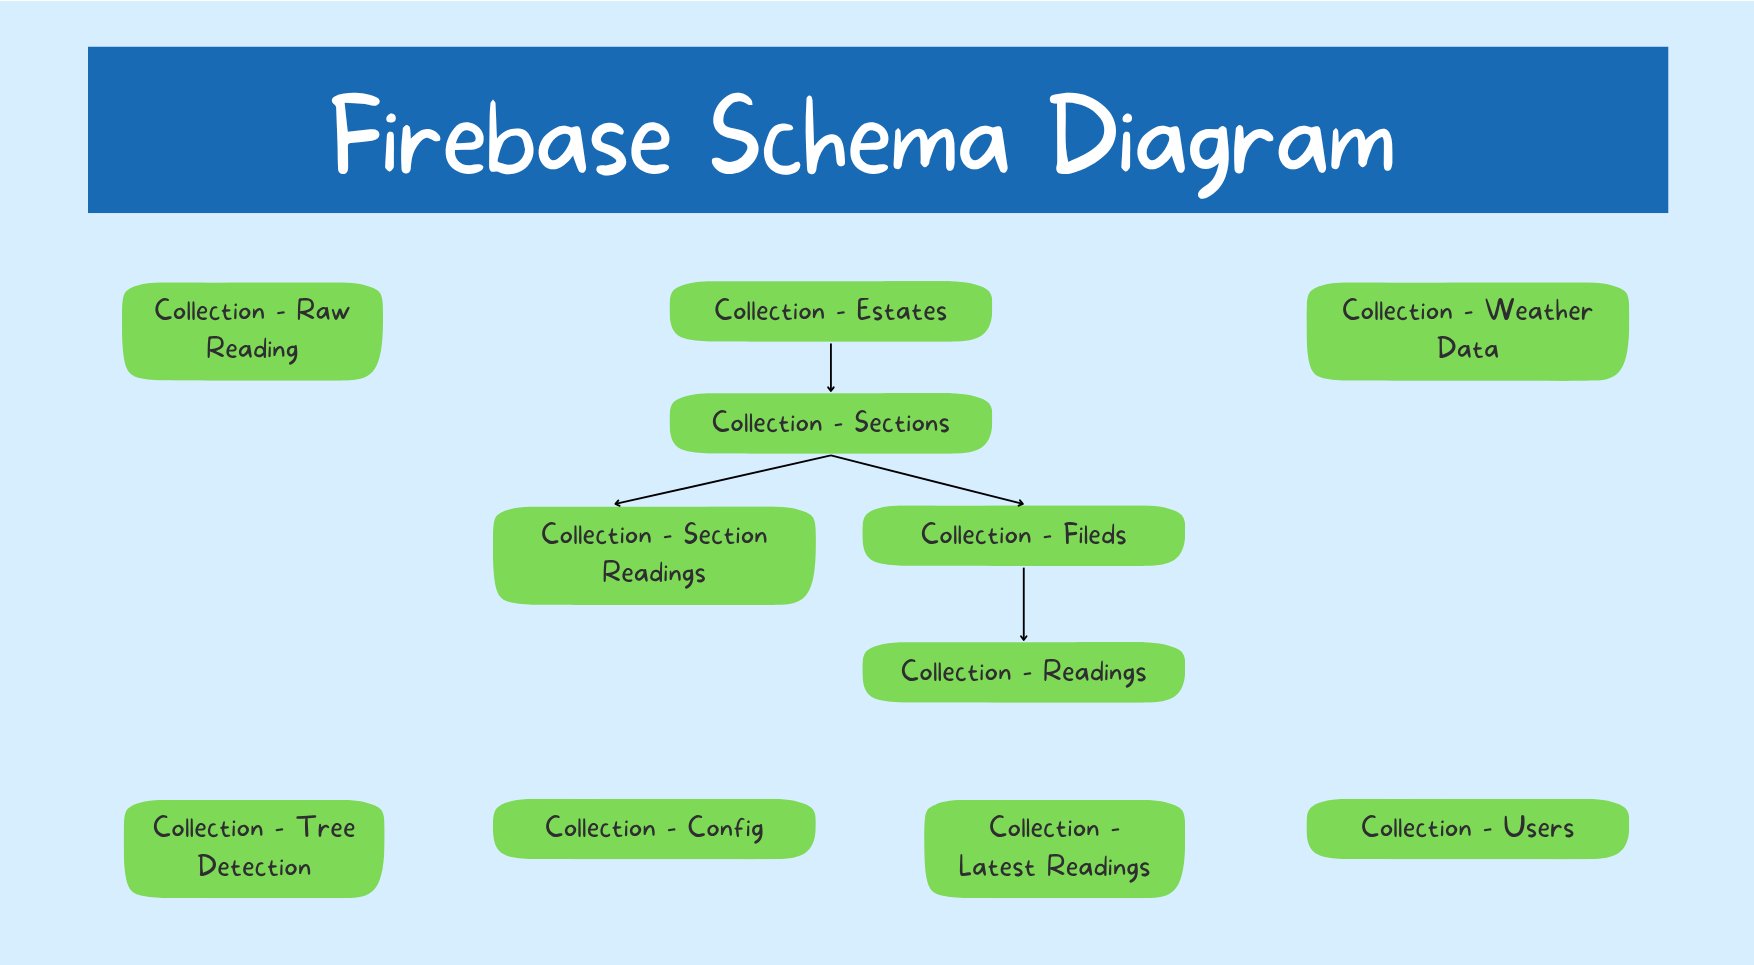 Firebase Schema Diagram
Collection - Raw
Reading
Collection - Estates
Collection - Weather
Data
Collection - Sections
Collection - Section
Readings
Collection - Fileds
Collection - Readings
Collection - Tree
Detection
Collection - Config
Collection -
Latest Readings
Collection - Users